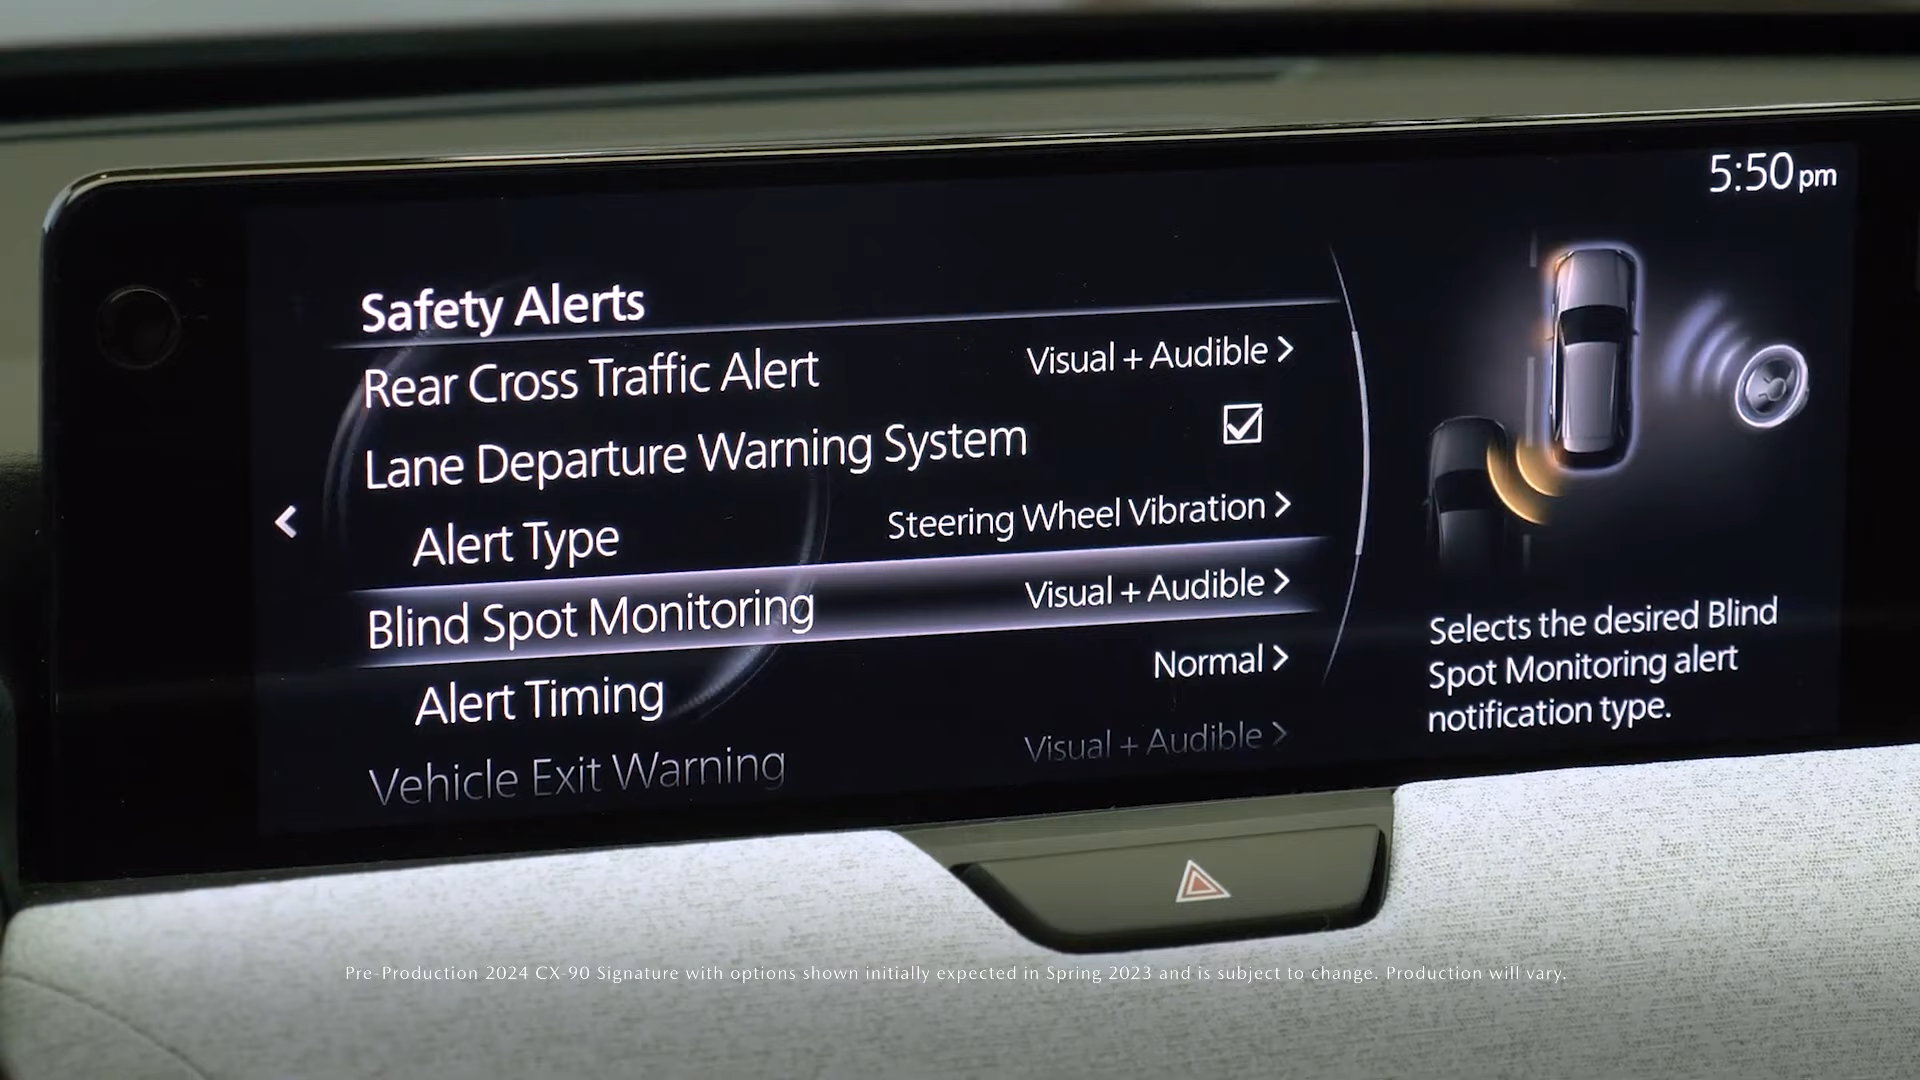 5:50 pm
Safety Alerts
Rear Cross Traffic Alert Visual + Audible >
Lane Departure Warning System
Alert Type Steering Wheel Vibration >
Blind Spot Monitoring Visual + Audible >
Alert Timing Normal >
Vehicle Exit Warning Visual + Audible >
Selects the desired Blind
Spot Monitoring alert
notification type.
Pre-Production 2024 CX-90 Signature with options shown initially expected in Spring 2023 and is subject to change. Production will vary.